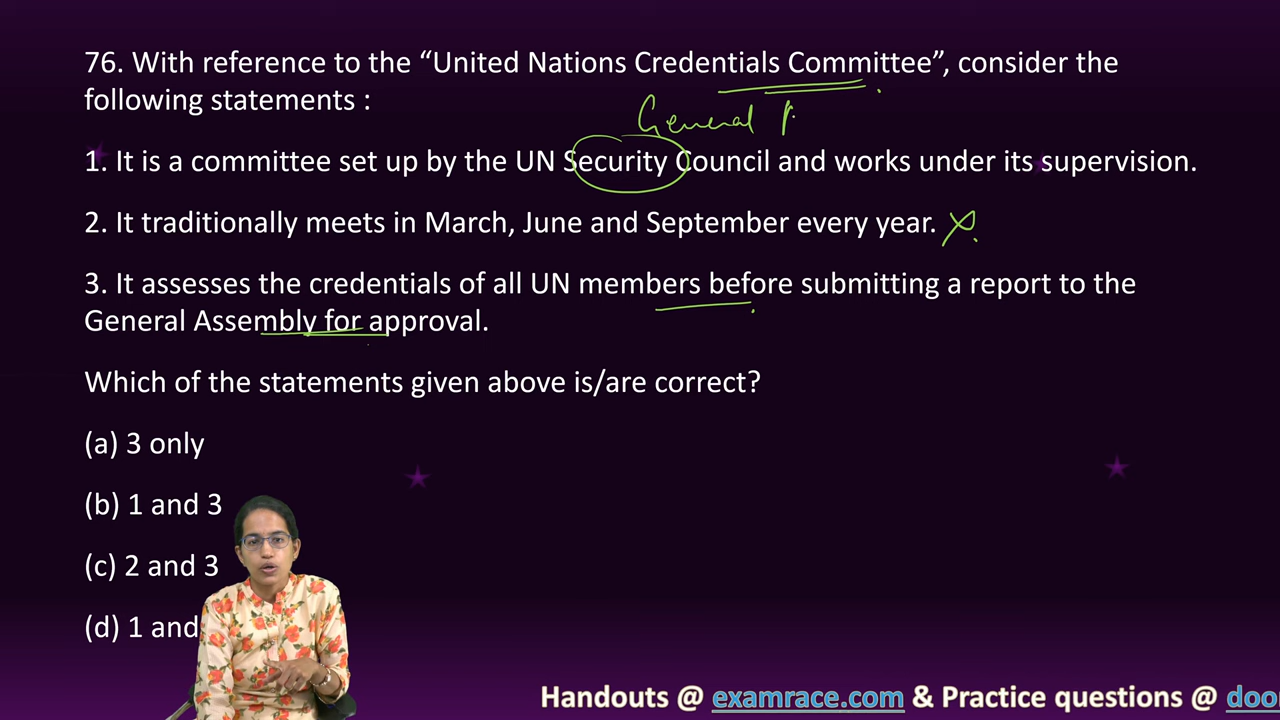 76. With reference to the “United Nations Credentials Committee”, consider the
following statements :
General
1. It is a committee set up by the UN Security Council and works under its supervision.
2. It traditionally meets in March, June and September every year.
3. It assesses the credentials of all UN members before submitting a report to the
General Assembly for approval.
Which of the statements given above is/are correct?
(a) 3 only
(b) 1 and 3
(c) 2 and 3
(d) 1 and
Handouts @ examrace.com & Practice questions @ doo